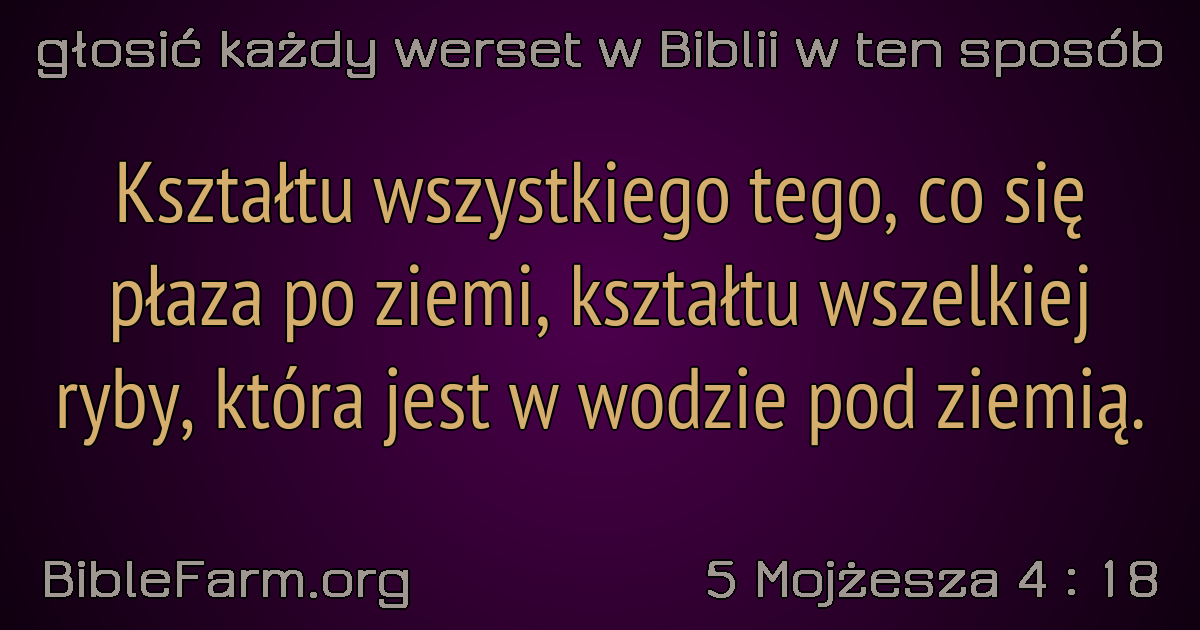 głosić każdy werset w Biblii w ten sposób
Kształtu wszystkiego tego, co się
płaza po ziemi, kształtu wszelkiej
ryby, która jest w wodzie pod ziemią.
BibleFarm.org
5 Mojżesza 4 : 18